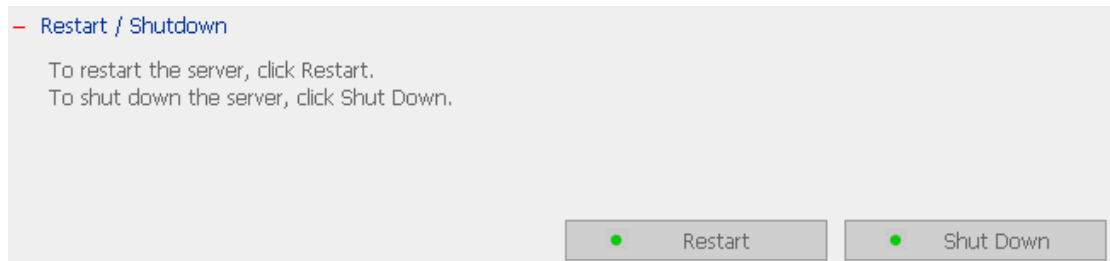 Restart / Shutdown
To restart the server, click Restart.
To shut down the server, click Shut Down.
Restart
Shut Down